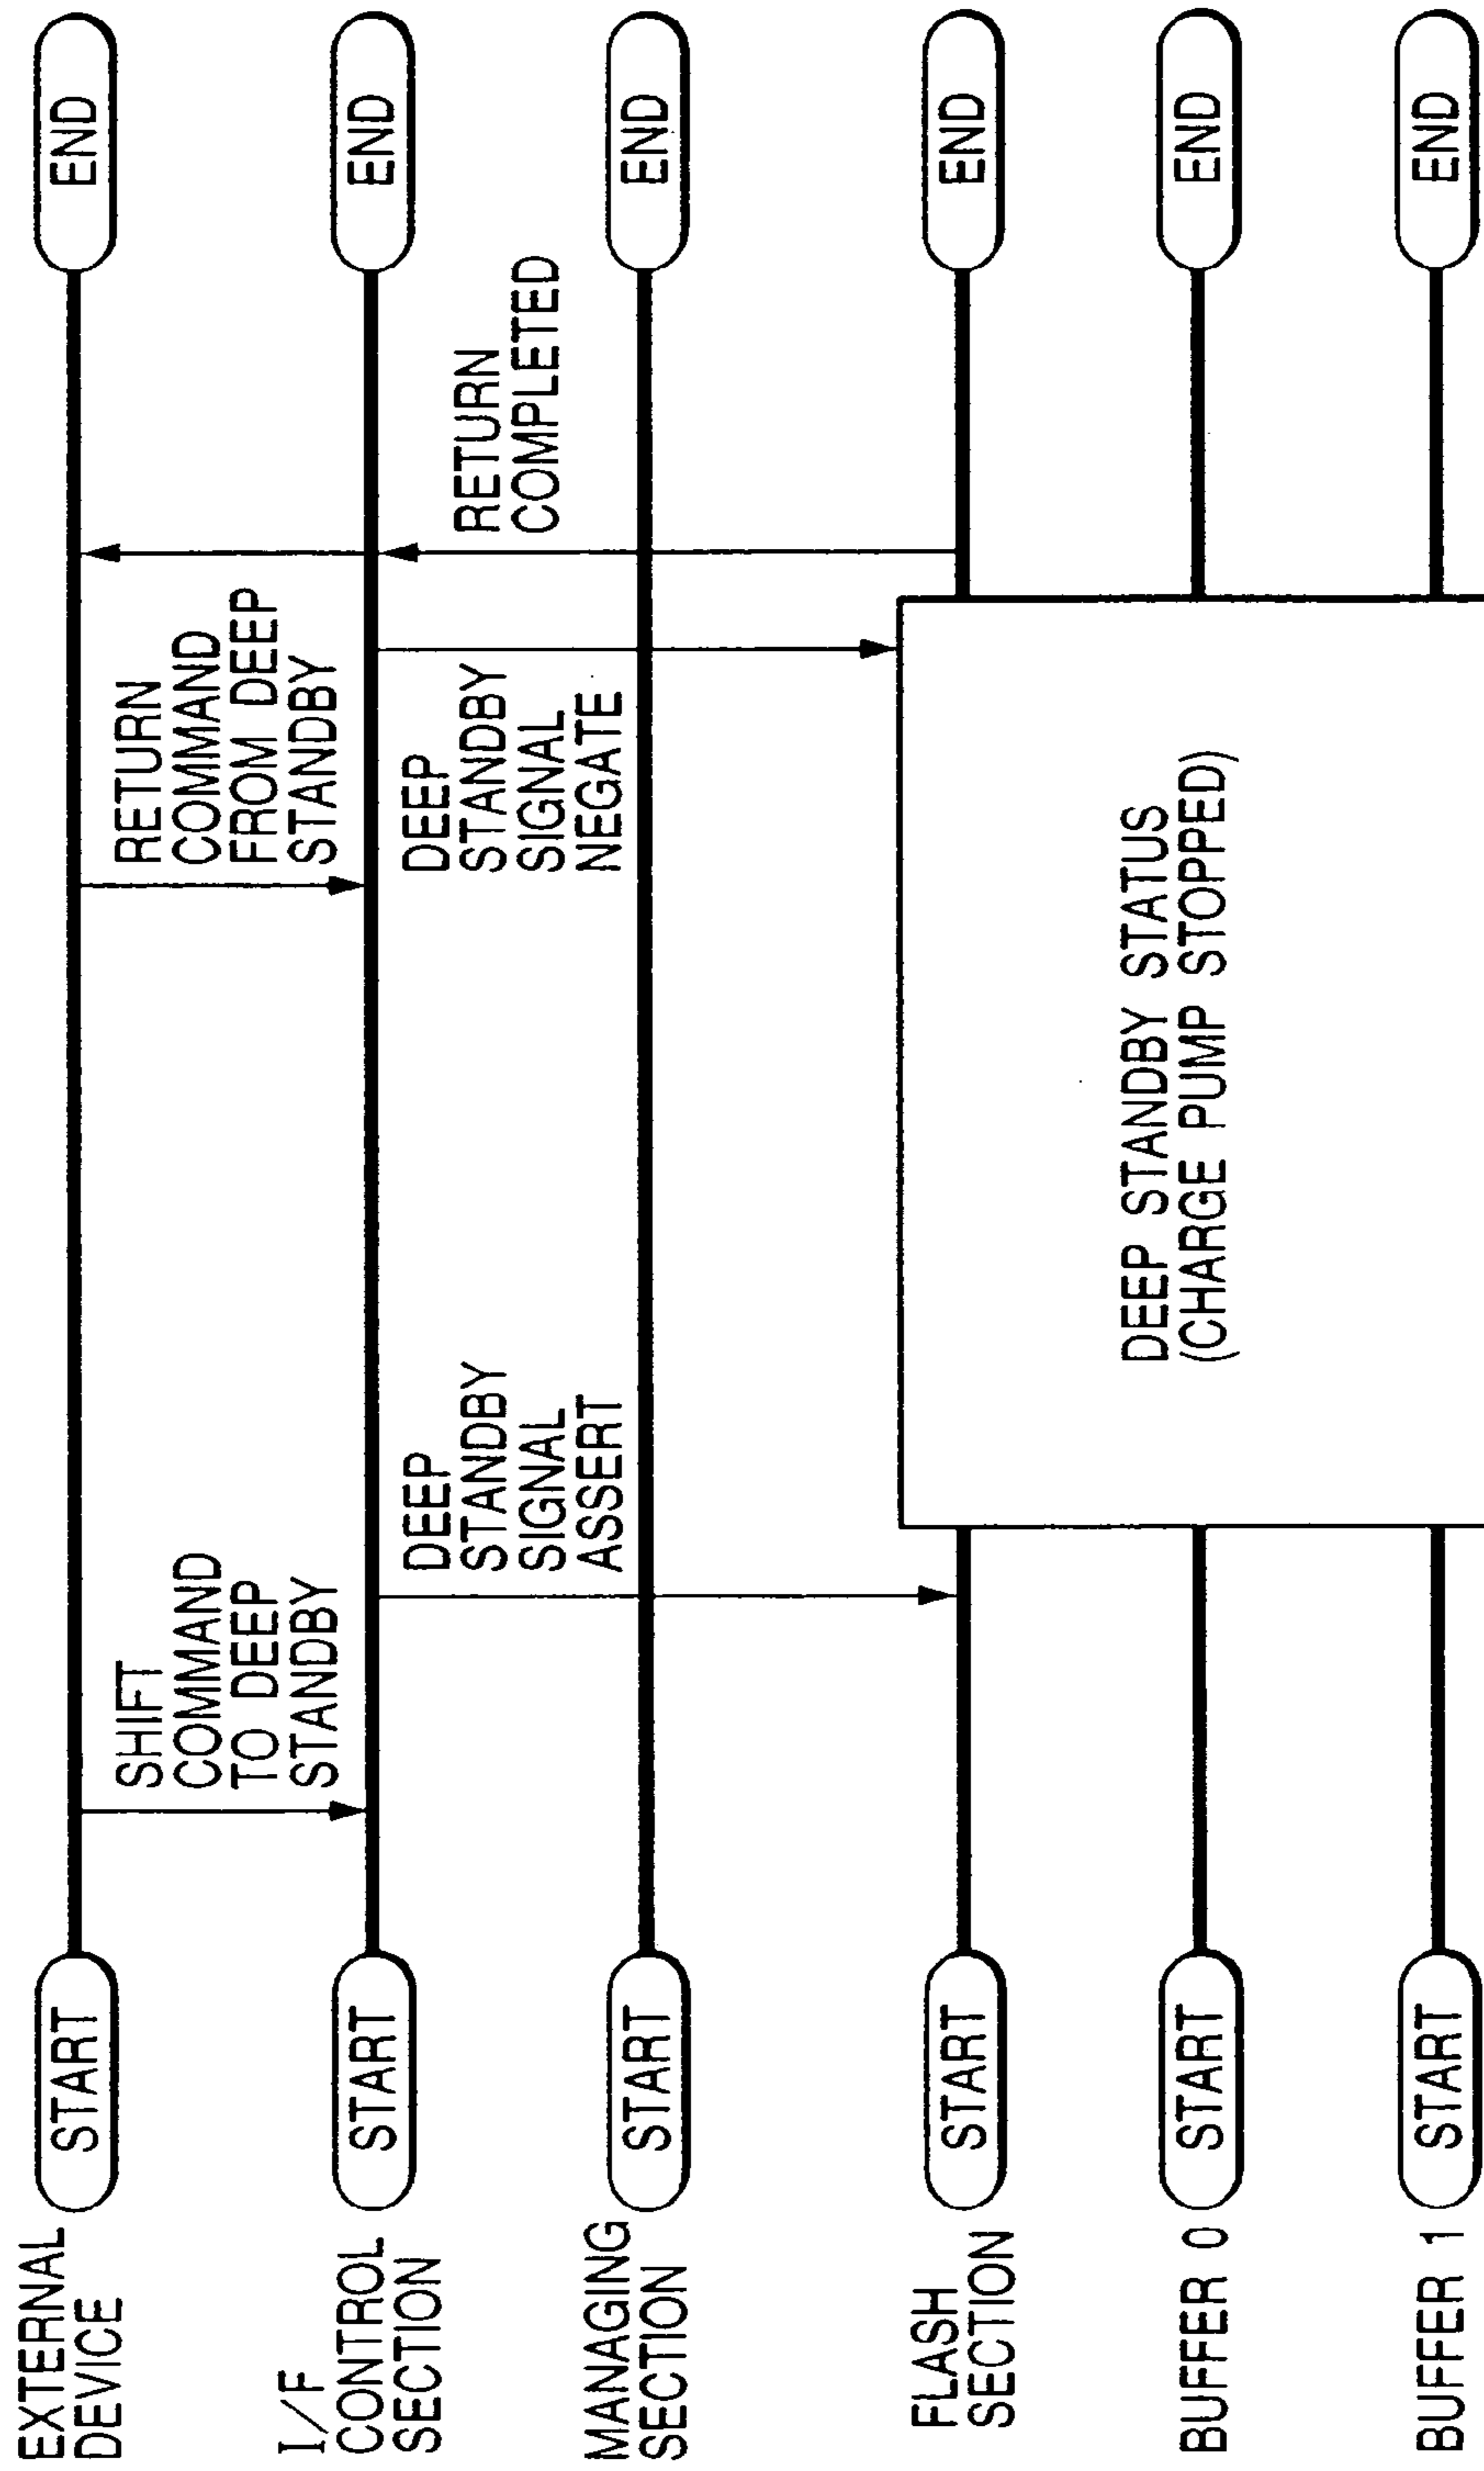 EXTERNAL
DEVICE
START
SHIFT
COMMAND
TO DEEP
STANDBY
RETURN
COMMAND
FROM DEEP
STANDBY
END
I/F
CONTROL
SECTION
START
DEEP
STANDBY
SIGNAL
ASSERT
DEEP
STANDBY
SIGNAL
NEGATE
RETURN
COMPLETED
END
MANAGING
SECTION
START
END
FLASH
SECTION
START
DEEP STANDBY STATUS
(CHARGE PUMP STOPPED)
END
BUFFER 0
START
END
BUFFER 1
START
END